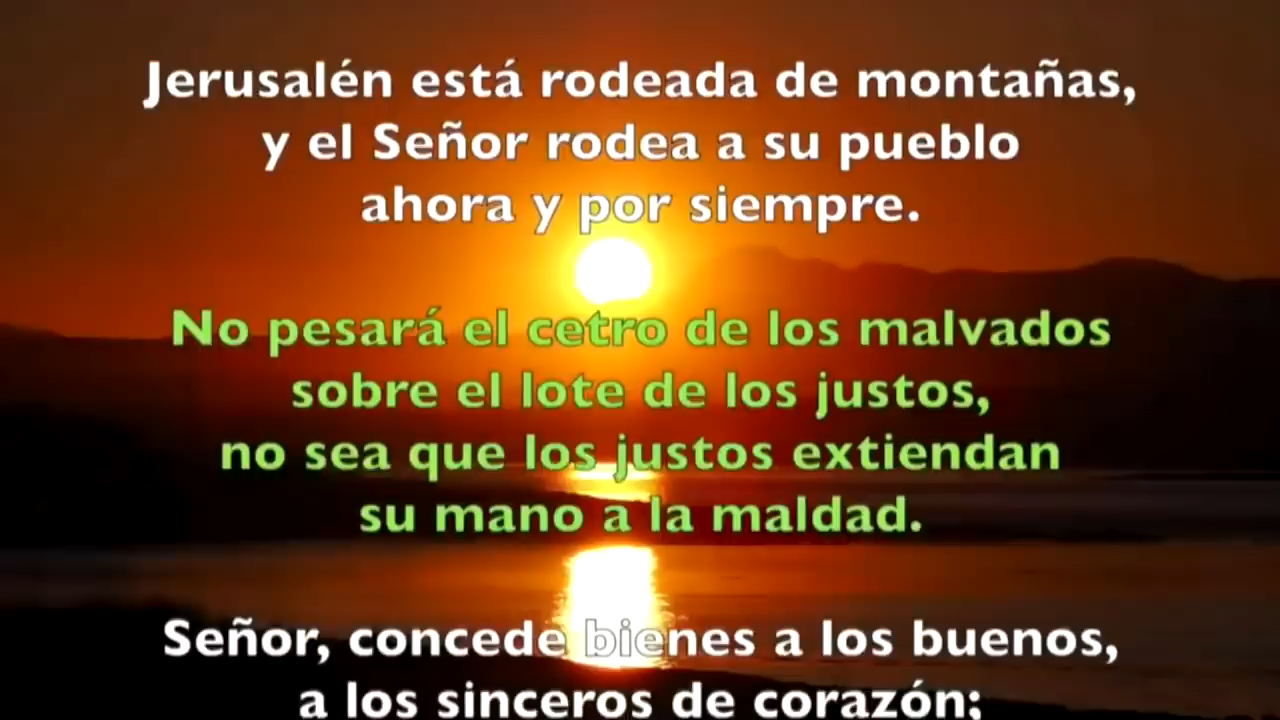 Jerusalén está rodeada de montañas,
y el Señor rodea a su pueblo
ahora y por siempre.
No pesará el cetro de los malvados
sobre el lote de los justos,
no sea que los justos extiendan
su mano a la maldad.
Señor, concede bienes a los buenos,
a los sinceros de corazón;